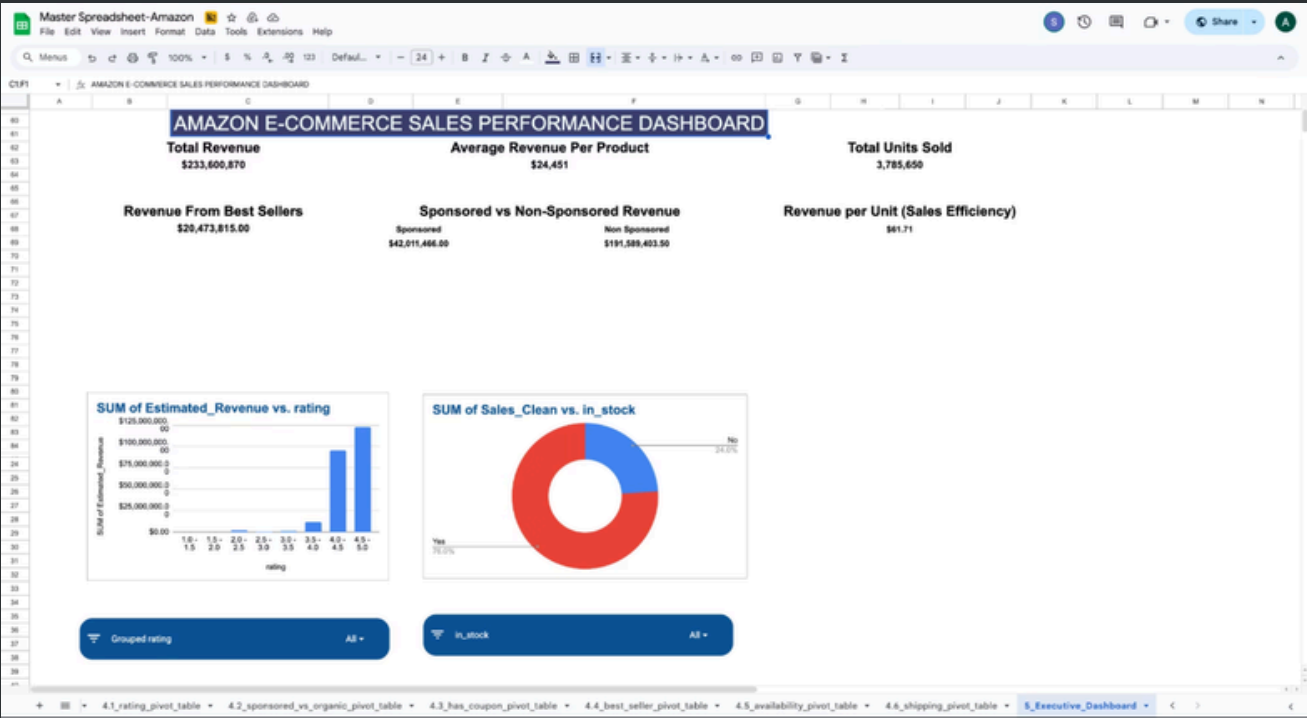 Master Spreadsheet-Amazon
File Edit View Insert Format Data Tools Extensions Help
Share
S
A
Menus 100% $ % 123 Defaul... 24 B I A
C1:F1 AMAZON E-COMMERCE SALES PERFORMANCE DASHBOARD
A B C D E F G H I J K L M N
AMAZON E-COMMERCE SALES PERFORMANCE DASHBOARD
Total Revenue Average Revenue Per Product Total Units Sold
$233,600,870 $24,451 3,785,650
Revenue From Best Sellers Sponsored vs Non-Sponsored Revenue Revenue per Unit (Sales Efficiency)
$20,473,815.00 Sponsored Non Sponsored $61.71
$42,011,466.00 $191,589,403.50
SUM of Estimated_Revenue vs. rating
$125,000,000.00
$100,000,000.00
$75,000,000.00
$50,000,000.00
$25,000,000.00
$0.00
SUM of Estimated_Revenue
1.0 - 1.5 1.5 - 2.0 2.0 - 2.5 2.5 - 3.0 3.0 - 3.5 3.5 - 4.0 4.0 - 4.5 4.5 - 5.0
rating
SUM of Sales_Clean vs. in_stock
No
24.0%
Yes
76.0%
Grouped rating All
in_stock All
4.1_rating_pivot_table 4.2_sponsored_vs_organic_pivot_table 4.3_has_coupon_pivot_table 4.4_best_seller_pivot_table 4.5_availability_pivot_table 4.6_shipping_pivot_table 5_Executive_Dashboard